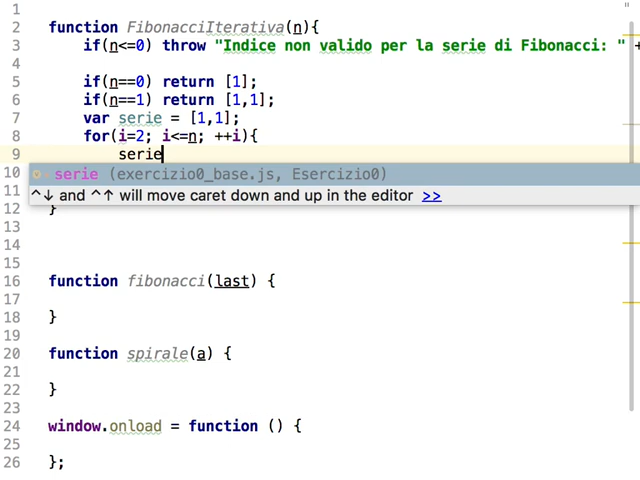 1
2 function FibonacciIterativa(n){
3 if(n<=0) throw "Indice non valido per la serie di Fibonacci: " +
4
5 if(n==0) return [1];
6 if(n==1) return [1,1];
7 var serie = [1,1];
8 for(i=2; i<=n; ++i){
9 serie
10 serie (exercizio0_base.js, Esercizio0)
11 ^↓ and ^↑ will move caret down and up in the editor >>
12 }
13
14
15
16 function fibonacci(last) {
17
18 }
19
20 function spirale(a) {
21
22 }
23
24 window.onload = function () {
25
26 };